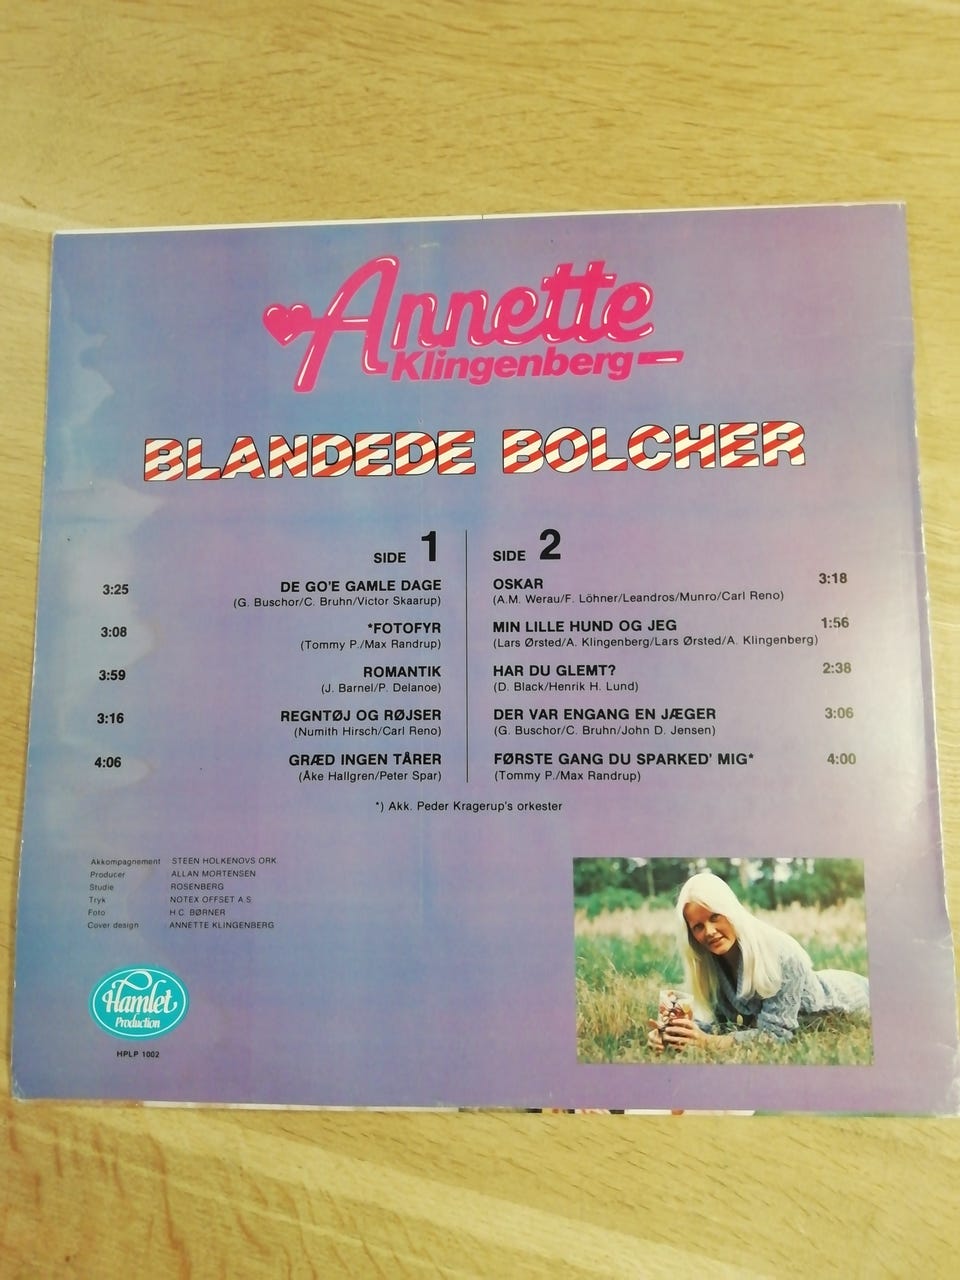 Annette
Klingenberg
BLANDEDE BOLCHER
SIDE 1
3:25 DE GO'E GAMLE DAGE
(G. Buschor/C. Bruhn/Victor Skaarup)
3:08 *FOTOFYR
(Tommy P./Max Randrup)
3:59 ROMANTIK
(J. Barnel/P. Delanoe)
3:16 REGNTØJ OG RØJSER
(Numith Hirsch/Carl Reno)
4:06 GRÆD INGEN TÅRER
(Åke Hallgren/Peter Spar)
SIDE 2
OSKAR 3:18
(A.M. Werau/F. Löhner/Leandros/Munro/Carl Reno)
MIN LILLE HUND OG JEG 1:56
(Lars Ørsted/A. Klingenberg/Lars Ørsted/A. Klingenberg)
HAR DU GLEMT? 2:38
(D. Black/Henrik H. Lund)
DER VAR ENGANG EN JÆGER 3:06
(G. Buschor/C. Bruhn/John D. Jensen)
FØRSTE GANG DU SPARKED' MIG* 4:00
(Tommy P./Max Randrup)
*) Akk. Peder Kragerup's orkester
Akkompagnement STEEN HOLKENOVS ORK.
Producer ALLAN MORTENSEN
Studie ROSENBERG
Tryk NOTEX OFFSET A.S
Foto H.C. BØRNER
Cover design ANNETTE KLINGENBERG
Hamlet
Production
HPLP 1002